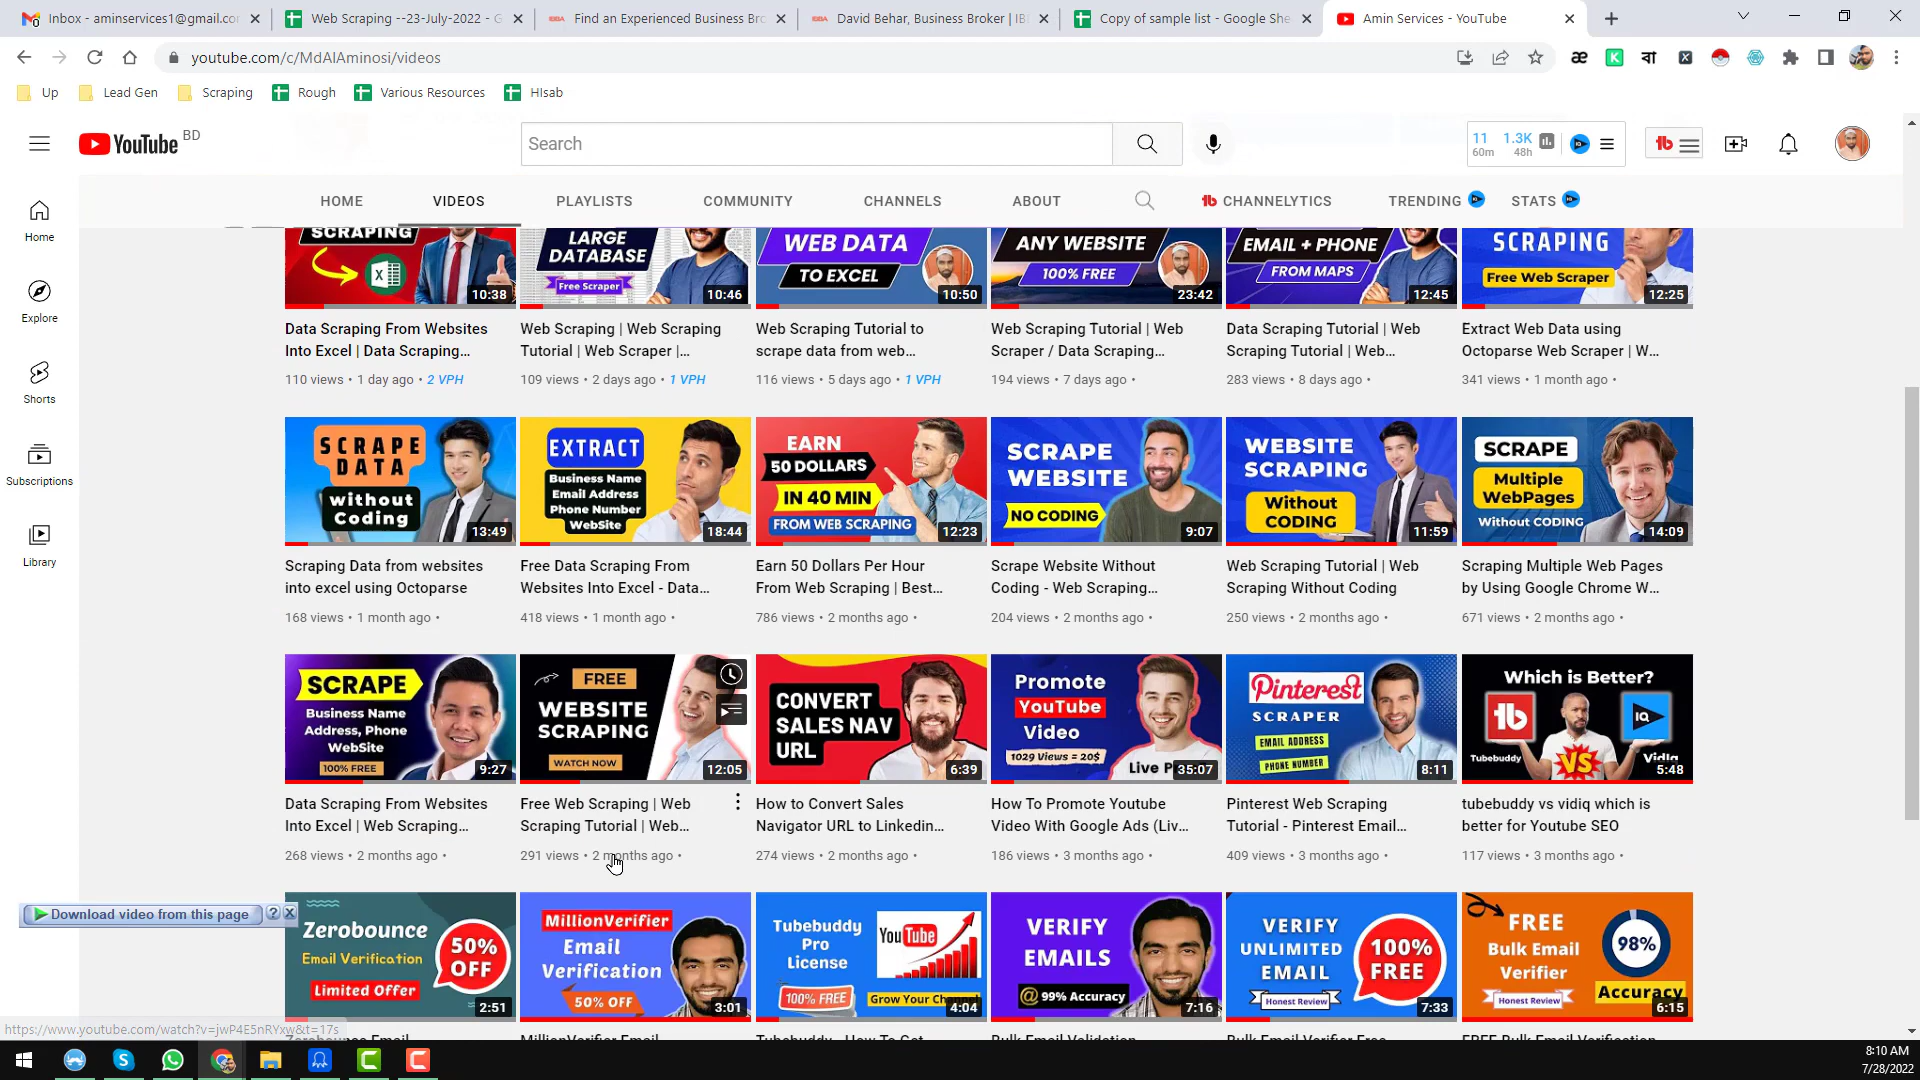 Inbox - aminservices1@gmail.co
Web Scraping --23-July-2022 - G
Find an Experienced Business Bro
David Behar, Business Broker | IB
Copy of sample list - Google She
Amin Services - YouTube
youtube.com/c/MdAlAminosi/videos
Up
Lead Gen
Scraping
Rough
Various Resources
HIsab
YouTube BD
Search
11 60m
1.3K 48h
HOME
VIDEOS
PLAYLISTS
COMMUNITY
CHANNELS
ABOUT
CHANNELYTICS
TRENDING
STATS
Home
Explore
Shorts
Subscriptions
Library
SCRAPING
10:38
LARGE
DATABASE
Free Scraper
10:46
WEB DATA
TO EXCEL
10:50
ANY WEBSITE
100% FREE
23:42
EMAIL + PHONE
FROM MAPS
12:45
SCRAPING
Free Web Scraper
12:25
Data Scraping From Websites
Into Excel | Data Scraping...
110 views • 1 day ago • 2 VPH
Web Scraping | Web Scraping
Tutorial | Web Scraper |...
109 views • 2 days ago • 1 VPH
Web Scraping Tutorial to
scrape data from web...
116 views • 5 days ago • 1 VPH
Web Scraping Tutorial | Web
Scraper / Data Scraping...
194 views • 7 days ago •
Data Scraping Tutorial | Web
Scraping Tutorial | Web...
283 views • 8 days ago •
Extract Web Data using
Octoparse Web Scraper | W...
341 views • 1 month ago •
SCRAPE
DATA
without
Coding
13:49
EXTRACT
Business Name
Email Address
Phone Number
WebSite
18:44
EARN
50 DOLLARS
IN 40 MIN
FROM WEB SCRAPING
12:23
SCRAPE
WEBSITE
NO CODING
9:07
WEBSITE
SCRAPING
Without
CODING
11:59
SCRAPE
Multiple
WebPages
Without CODING
14:09
Scraping Data from websites
into excel using Octoparse
168 views • 1 month ago •
Free Data Scraping From
Websites Into Excel - Data...
418 views • 1 month ago •
Earn 50 Dollars Per Hour
From Web Scraping | Best...
786 views • 2 months ago •
Scrape Website Without
Coding - Web Scraping...
204 views • 2 months ago •
Web Scraping Tutorial | Web
Scraping Without Coding
250 views • 2 months ago •
Scraping Multiple Web Pages
by Using Google Chrome W...
671 views • 2 months ago •
SCRAPE
Business Name
Address, Phone
WebSite
100% FREE
9:27
FREE
WEBSITE
SCRAPING
WATCH NOW
12:05
CONVERT
SALES NAV
URL
6:39
Promote
YouTube
Video
1029 Views = 20$
Live P
35:07
Pinterest
SCRAPER
EMAIL ADDRESS
PHONE NUMBER
8:11
Which is Better?
Tubebuddy
VS
VidIq
5:48
Data Scraping From Websites
Into Excel | Web Scraping...
268 views • 2 months ago •
Free Web Scraping | Web
Scraping Tutorial | Web...
291 views • 2 months ago •
How to Convert Sales
Navigator URL to Linkedin...
274 views • 2 months ago •
How To Promote Youtube
Video With Google Ads (Liv...
186 views • 3 months ago •
Pinterest Web Scraping
Tutorial - Pinterest Email...
409 views • 3 months ago •
tubebuddy vs vidiq which is
better for Youtube SEO
117 views • 3 months ago •
Download video from this page
Zerobounce
Email Verification
Limited Offer
50%
OFF
2:51
MillionVerifier
Email
Verification
50% OFF
3:01
Tubebuddy
Pro
License
100% FREE
YouTube
Grow Your Chann
4:04
VERIFY
EMAILS
@ 99% Accuracy
7:16
VERIFY
UNLIMITED
EMAIL
Honest Review
100%
FREE
7:33
FREE
Bulk Email
Verifier
Honest Review
98%
Accuracy
6:15
https://www.youtube.com/watch?v=jwP4E5nRYxw&t=17s
Zerobounce Email
MillionVerifier Email
Tubebuddy - How To Get
Bulk Email Validation
Bulk Email Verifier Free
FREE Bulk Email Verification
8:10 AM
7/28/2022